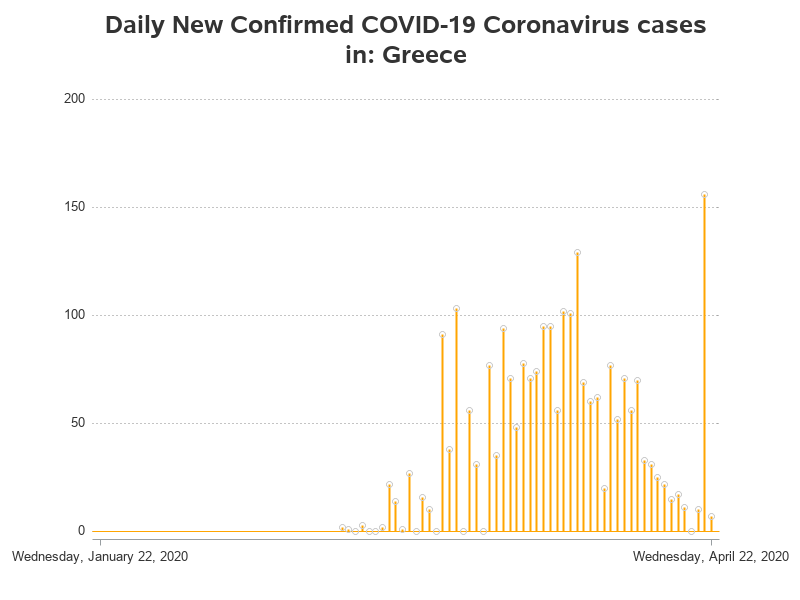 Daily New Confirmed COVID-19 Coronavirus cases
in: Greece
200
150
100
50
0
Wednesday, January 22, 2020
Wednesday, April 22, 2020